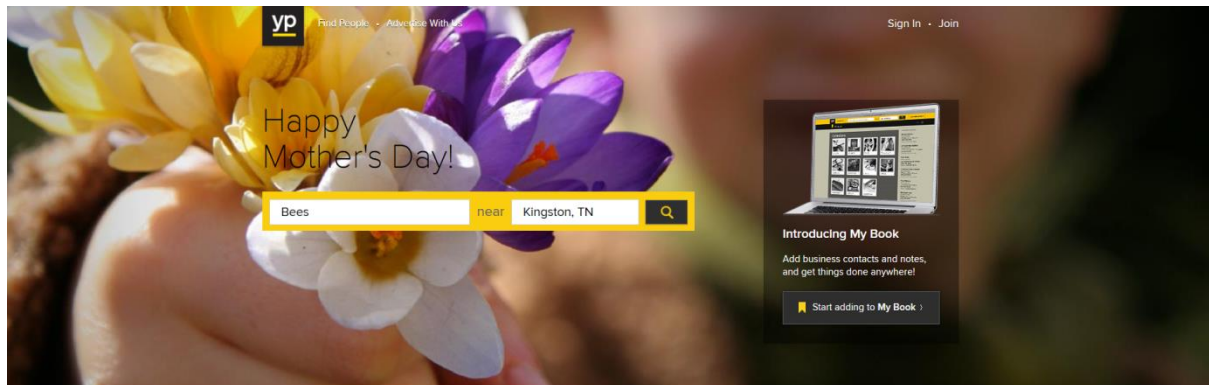 yp
Find People • Advertise With Us
Sign In • Join
Happy
Mother's Day!
Bees near Kingston, TN
Introducing My Book
Add business contacts and notes,
and get things done anywhere!
Start adding to My Book ›